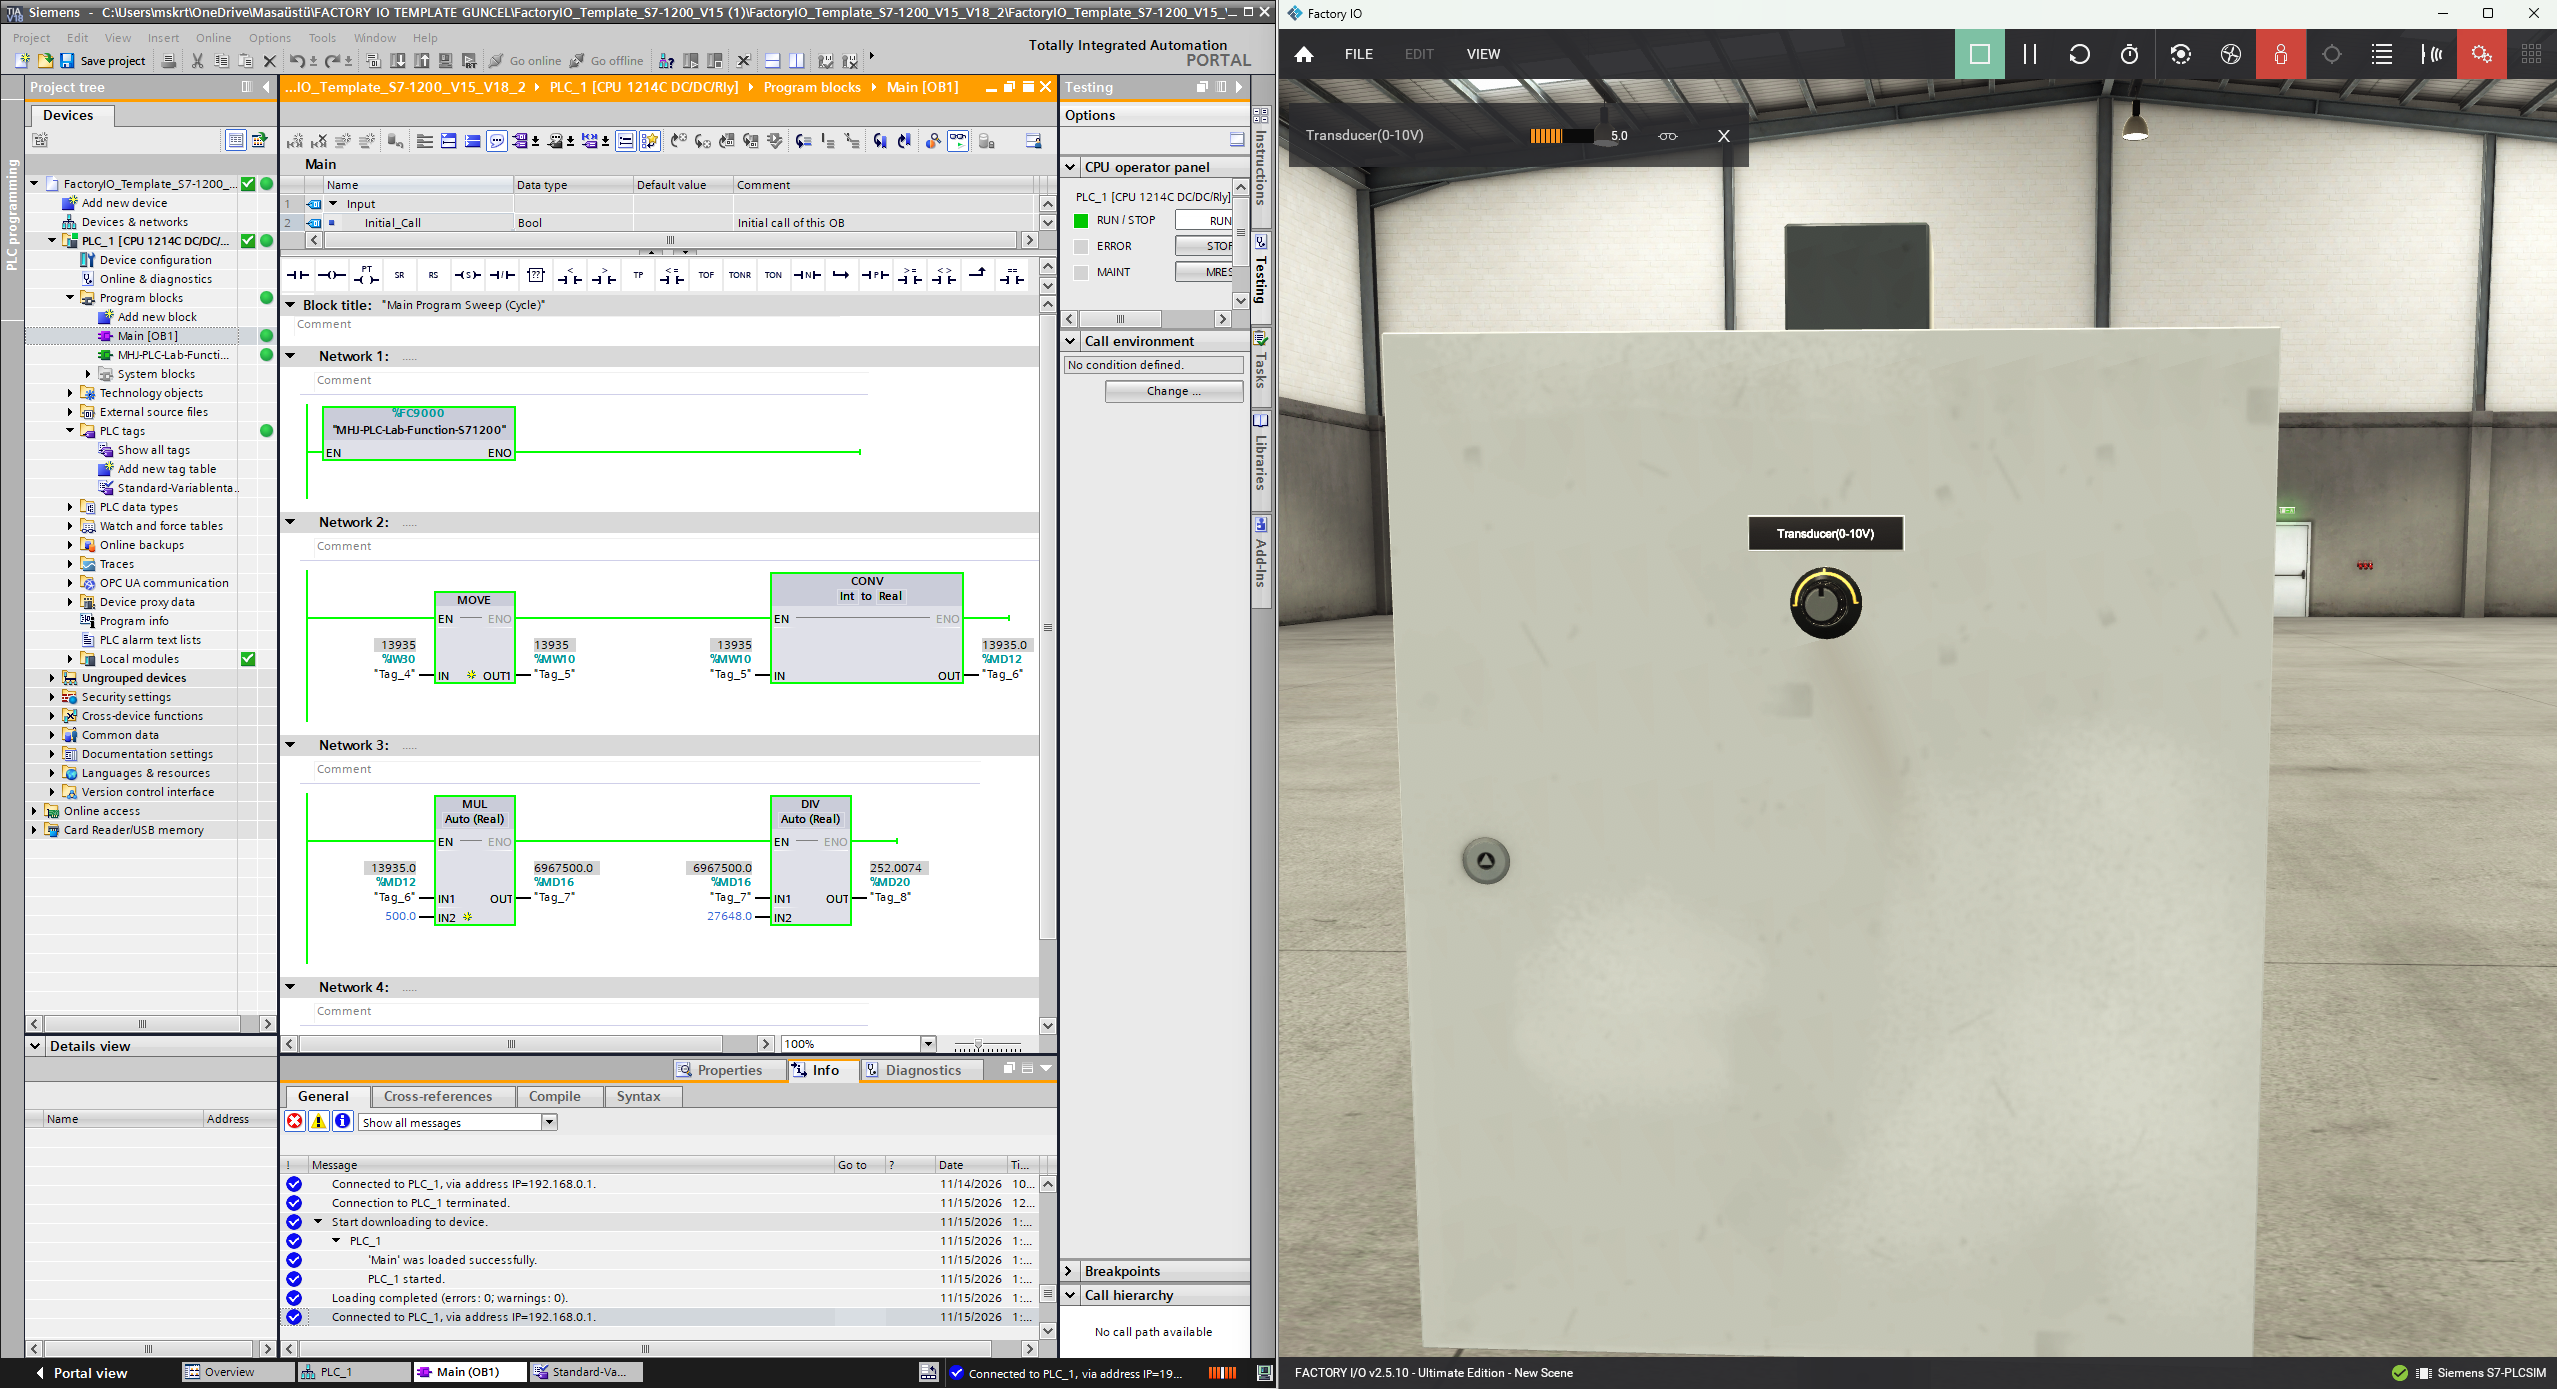 Siemens - C:\Users\mskrt\OneDrive\Masaüstü\FACTORY IO TEMPLATE GUNCEL\FactoryIO_Template_S7-1200_V15 (1)\FactoryIO_Template_S7-1200_V15_V18_2\FactoryIO_Template_S7-1200_V15_
Project Edit View Insert Online Options Tools Window Help
Totally Integrated Automation
PORTAL
Save project
Go online
Go offline
PLC programming
Project tree
Devices
FactoryIO_Template_S7-1200_...
Add new device
Devices & networks
PLC_1 [CPU 1214C DC/DC/...
Device configuration
Online & diagnostics
Program blocks
Add new block
Main [OB1]
MHJ-PLC-Lab-Functi...
System blocks
Technology objects
External source files
PLC tags
Show all tags
Add new tag table
Standard-Variablenta...
PLC data types
Watch and force tables
Online backups
Traces
OPC UA communication
Device proxy data
Program info
PLC alarm text lists
Local modules
Ungrouped devices
Security settings
Cross-device functions
Common data
Documentation settings
Languages & resources
Version control interface
Online access
Card Reader/USB memory
Details view
Name Address
...IO_Template_S7-1200_V15_V18_2 PLC_1 [CPU 1214C DC/DC/Rly] Program blocks Main [OB1]
Main
Name Data type Default value Comment
1 Input
2 Initial_Call Bool Initial call of this OB
PT SR RS S ?? < > TP <= TOF TONR TON N P >= <> ==
Block title: "Main Program Sweep (Cycle)"
Comment
Network 1: .....
Comment
%FC9000
"MHJ-PLC-Lab-Function-S71200"
EN ENO
Network 2: .....
Comment
MOVE
EN ENO
13935
%IW30
"Tag_4" IN OUT1
13935
%MW10
"Tag_5"
CONV
Int to Real
EN ENO
13935
%MW10
"Tag_5" IN OUT
13935.0
%MD12
"Tag_6"
Network 3: .....
Comment
MUL
Auto (Real)
EN ENO
13935.0
%MD12
"Tag_6" IN1 OUT
500.0 IN2
6967500.0
%MD16
"Tag_7"
DIV
Auto (Real)
EN ENO
6967500.0
%MD16
"Tag_7" IN1 OUT
27648.0 IN2
252.0074
%MD20
"Tag_8"
Network 4: .....
Comment
100%
Properties Info Diagnostics
General Cross-references Compile Syntax
Show all messages
! Message Go to ? Date Ti...
Connected to PLC_1, via address IP=192.168.0.1. 11/14/2026 10...
Connection to PLC_1 terminated. 11/15/2026 12...
Start downloading to device. 11/15/2026 1:...
PLC_1 11/15/2026 1:...
'Main' was loaded successfully. 11/15/2026 1:...
PLC_1 started. 11/15/2026 1:...
Loading completed (errors: 0; warnings: 0). 11/15/2026 1:...
Connected to PLC_1, via address IP=192.168.0.1. 11/15/2026 1:...
Testing
Options
CPU operator panel
PLC_1 [CPU 1214C DC/DC/Rly]
RUN / STOP RUN
ERROR STOP
MAINT MRES
Call environment
No condition defined.
Change ...
Breakpoints
Call hierarchy
No call path available
Instructions
Testing
Tasks
Libraries
Add-Ins
Portal view Overview PLC_1 Main (OB1) Standard-Va... Connected to PLC_1, via address IP=19...
Factory IO
FILE EDIT VIEW
Transducer(0-10V) 5.0 X
Transducer(0-10V)
FACTORY I/O v2.5.10 - Ultimate Edition - New Scene
Siemens S7-PLCSIM